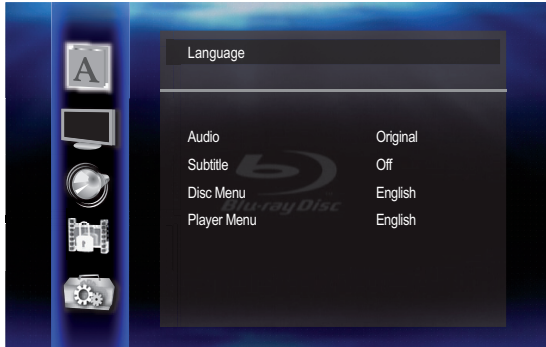 A
Language
Audio Original
Subtitle Off
Disc Menu English
Player Menu English
Blu-ray Disc